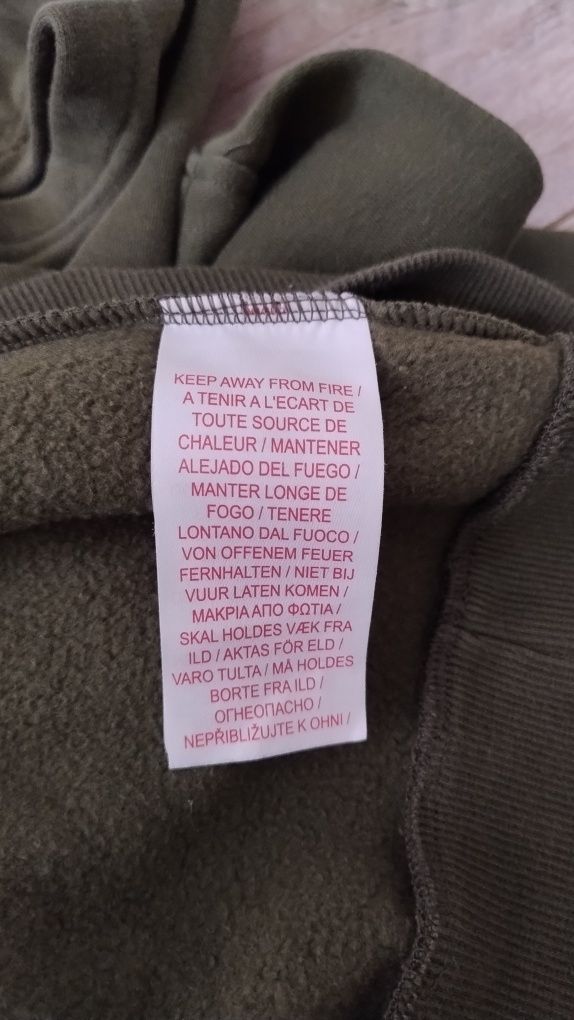 KEEP AWAY FROM FIRE /
A TENIR A L'ECART DE
TOUTE SOURCE DE
CHALEUR / MANTENER
ALEJADO DEL FUEGO /
MANTER LONGE DE
FOGO / TENERE
LONTANO DAL FUOCO /
VON OFFENEM FEUER
FERNHALTEN / NIET BIJ
VUUR LATEN KOMEN /
ΜΑΚΡΙΑ ΑΠΟ ΦΩΤΙΑ /
SKAL HOLDES VÆK FRA
ILD / AKTAS FÖR ELD /
VARO TULTA / MÅ HOLDES
BORTE FRA ILD /
ОГНЕОПАСНО /
NEPŘIBLIŽUJTE K OHNI /